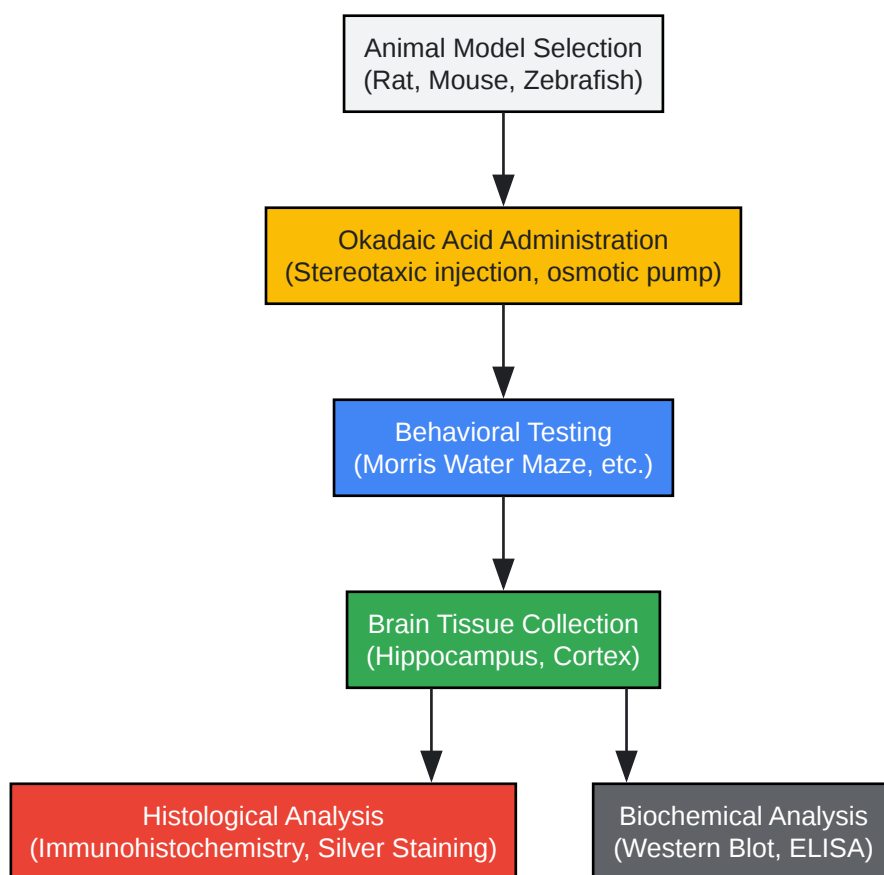 Animal Model Selection
(Rat, Mouse, Zebrafish)
Okadaic Acid Administration
(Stereotaxic injection, osmotic pump)
Behavioral Testing
(Morris Water Maze, etc.)
Brain Tissue Collection
(Hippocampus, Cortex)
Histological Analysis
(Immunohistochemistry, Silver Staining)
Biochemical Analysis
(Western Blot, ELISA)